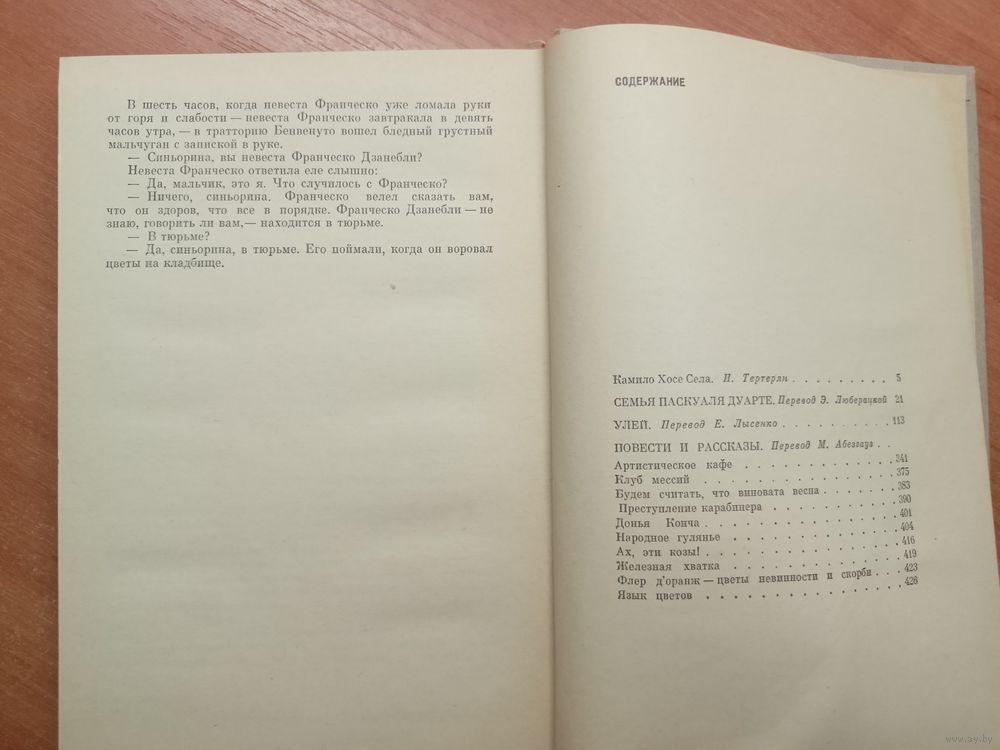 В шесть часов, когда невеста Франческо уже ломала руки
от горя и слабости — невеста Франческо завтракала в девять
часов утра, — в тратторию Бенвенуто вошел бледный грустный
мальчуган с запиской в руке.
— Синьорина, вы невеста Франческо Дзанебли?
Невеста Франческо ответила еле слышно:
— Да, мальчик, это я. Что случилось с Франческо?
— Ничего, синьорина. Франческо велел сказать вам,
что он здоров, что все в порядке. Франческо Дзанебли — не
знаю, говорить ли вам,— находится в тюрьме.
— В тюрьме?
— Да, синьорина, в тюрьме. Его поймали, когда он воровал
цветы на кладбище.
СОДЕРЖАНИЕ
Камило Хосе Села. И. Тертерян . . . . . . . . . 5
СЕМЬЯ ПАСКУАЛЯ ДУАРТЕ. Перевод Э. Люберацкой 21
УЛЕЙ. Перевод Е. Лысенко . . . . . . . . . . 113
ПОВЕСТИ И РАССКАЗЫ. Перевод М. Абезгауз . .
Артистическое кафе . . . . . . . . . . . . 341
Клуб мессий . . . . . . . . . . . . . . . 375
Будем считать, что виновата весна . . . . . . 383
Преступление карабинера . . . . . . . . . . 390
Донья Конча . . . . . . . . . . . . . . . 401
Народное гулянье . . . . . . . . . . . . . 404
Ах, эти козы! . . . . . . . . . . . . . . . 416
Железная хватка . . . . . . . . . . . . . 419
Флер д'оранж — цветы невинности и скорби . . . 423
Язык цветов . . . . . . . . . . . . . . . 426
www.ay.by